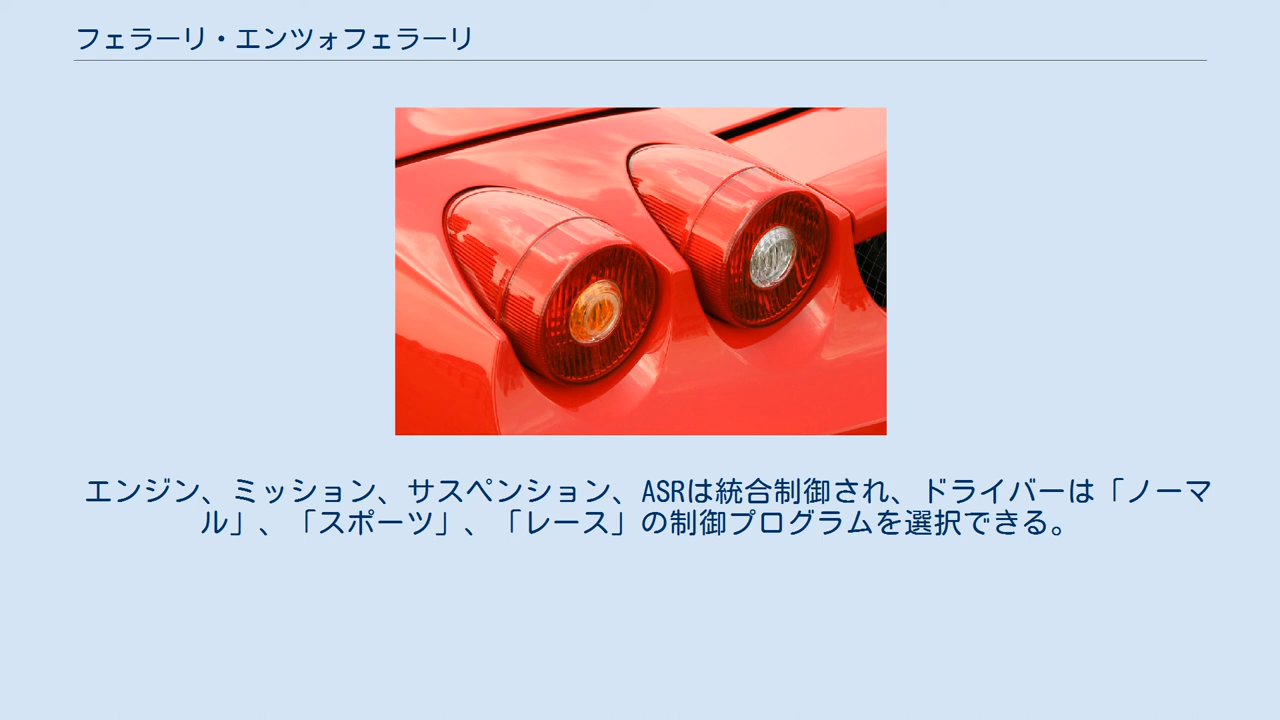 フェラーリ・エンツォフェラーリ
エンジン、ミッション、サスペンション、ASRは統合制御され、ドライバーは「ノーマ
ル」、「スポーツ」、「レース」の制御プログラムを選択できる。